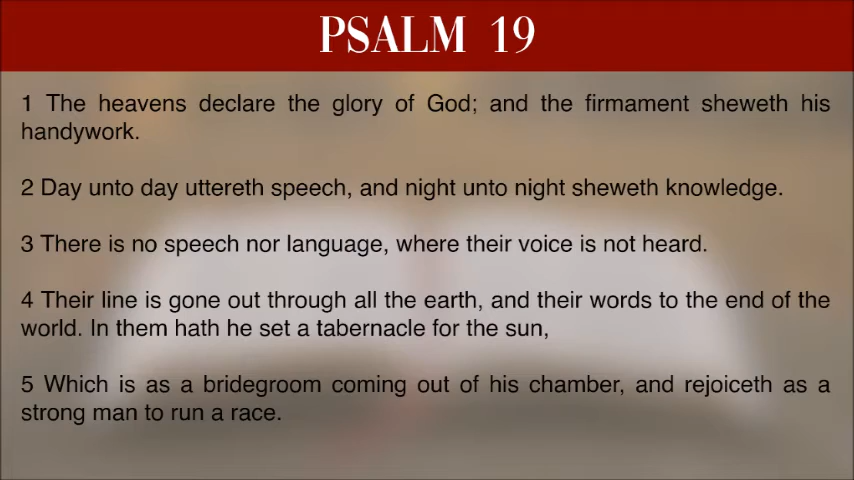 PSALM 19
1 The heavens declare the glory of God; and the firmament sheweth his
handywork.
2 Day unto day uttereth speech, and night unto night sheweth knowledge.
3 There is no speech nor language, where their voice is not heard.
4 Their line is gone out through all the earth, and their words to the end of the
world. In them hath he set a tabernacle for the sun,
5 Which is as a bridegroom coming out of his chamber, and rejoiceth as a
strong man to run a race.